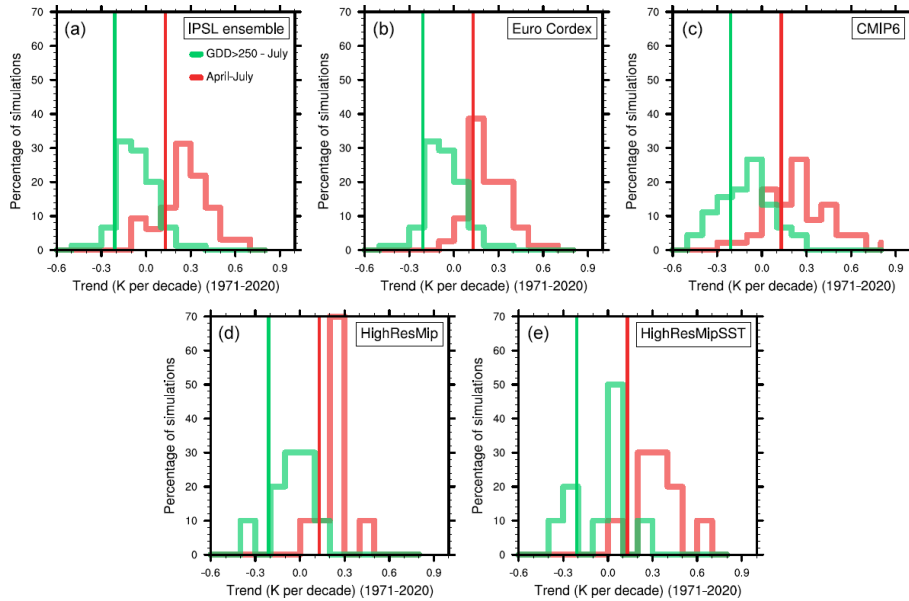 (a)
IPSL ensemble
GDD>250 - July
April-July
Percentage of simulations
70
60
50
40
30
20
10
0
-0.6 -0.3 0.0 0.3 0.6 0.9
Trend (K per decade) (1971-2020)
(b)
Euro Cordex
Percentage of simulations
70
60
50
40
30
20
10
0
-0.6 -0.3 0.0 0.3 0.6 0.9
Trend (K per decade) (1971-2020)
(c)
CMIP6
Percentage of simulations
70
60
50
40
30
20
10
0
-0.6 -0.3 0.0 0.3 0.6 0.9
Trend (K per decade) (1971-2020)
(d)
HighResMip
Percentage of simulations
70
60
50
40
30
20
10
0
-0.6 -0.3 0.0 0.3 0.6 0.9
Trend (K per decade) (1971-2020)
(e)
HighResMipSST
Percentage of simulations
70
60
50
40
30
20
10
0
-0.6 -0.3 0.0 0.3 0.6 0.9
Trend (K per decade) (1971-2020)